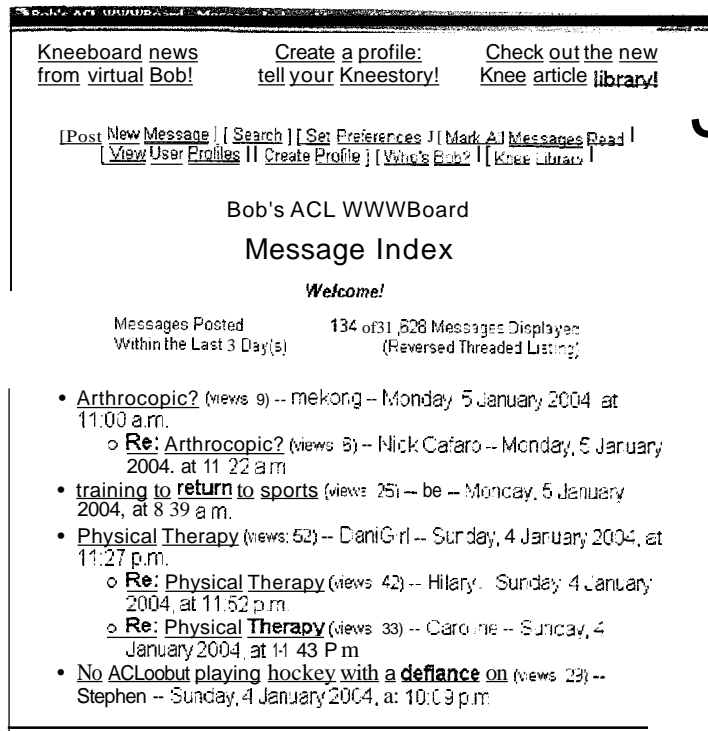 Bob's ACL WWWBoard
Kneeboard news Create a profile: Check out the new
from virtual Bob! tell your Kneestory! Knee article library!
[Post New Message] [ Search ] [ Set Preferences J [ Mark All Messages Read |
[ View User Profiles ] | Create Profile ] [ Who's Bob? | [ Knee Library |
Bob's ACL WWWBoard
Message Index
Welcome!
Messages Posted 134 of 31,628 Messages Displayed
Within the Last 3 Day(s) (Reversed Threaded Listing)
• Arthrocopic? (views 9) -- mekong -- Monday 5 January 2004 at
11:00 a.m.
o Re: Arthrocopic? (views 6) -- Nick Cafaro -- Monday, 5 January
2004. at 11 22 a m
• training to return to sports (views 25) -- be -- Monday, 5 January
2004, at 8 39 a m.
• Physical Therapy (views: 52) -- DaniGirl -- Sunday, 4 January 2004, at
11:27 p.m.
o Re: Physical Therapy (views 42) -- Hilary. Sunday 4 January
2004, at 11:52 p.m.
o Re: Physical Therapy (views 33) -- Caroline -- Sunday, 4
January 2004, at 11 43 P m
• No ACLoobut playing hockey with a defiance on (views 29) --
Stephen -- Sunday, 4 January 2004, a: 10:09 p.m